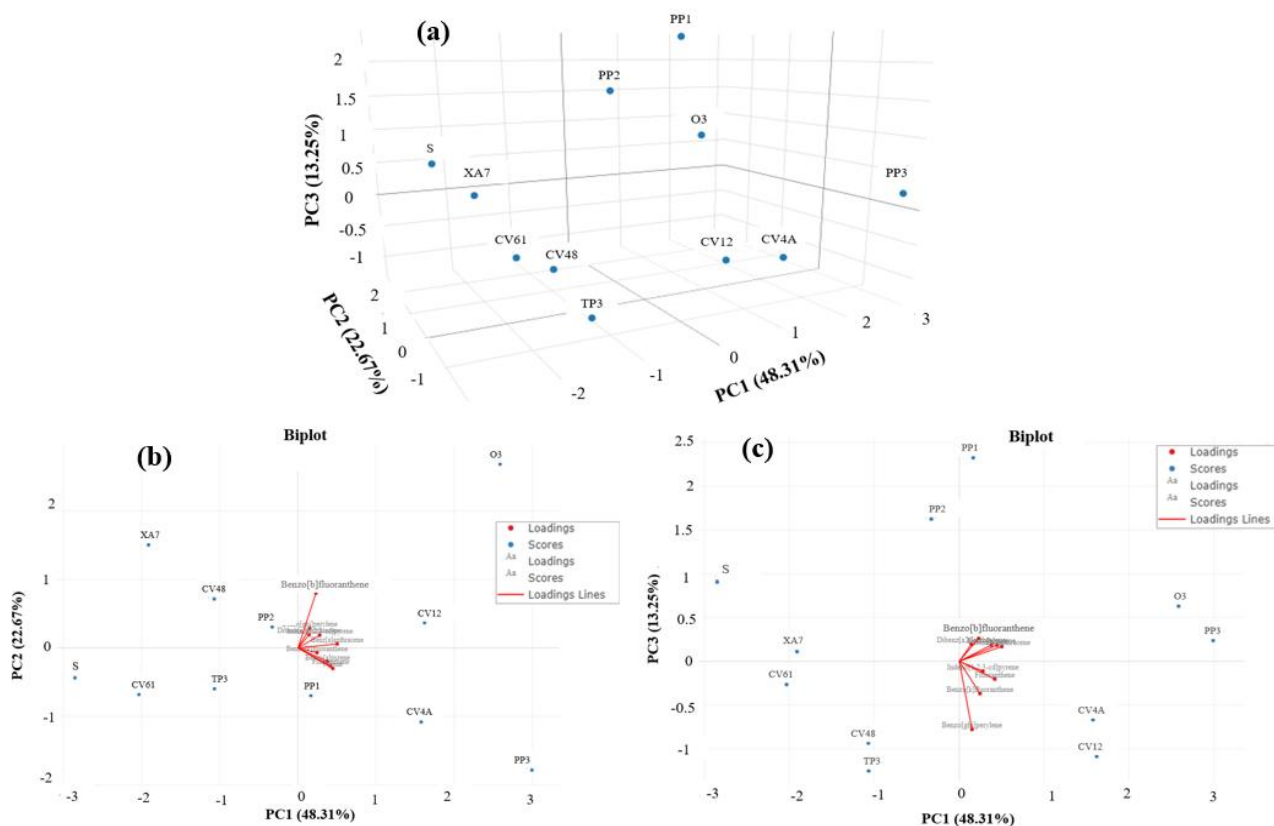 (a)
PP1
PP2
O3
S
XA7
PP3
CV61
CV48
CV12
CV4A
TP3
PC3 (13.25%)
2
1.5
1
0.5
0
-0.5
-1
PC2 (22.67%)
2
1
0
-1
PC1 (48.31%)
-2
-1
0
1
2
3
(b)
Biplot
O3
XA7
CV48
PP2
CV12
S
CV61
TP3
PP1
CV4A
PP3
Benzo[b]fluoranthene
Loadings
Scores
Aa Loadings
Aa Scores
Loadings Lines
PC2 (22.67%)
2
1
0
-1
-2
-3
-2
-1
0
1
2
3
PC1 (48.31%)
(c)
Biplot
PP1
PP2
S
O3
XA7
PP3
CV61
CV4A
CV48
CV12
TP3
Benzo[b]fluoranthene
Fluoranthene
Benzo[k]fluoranthene
Benzo[ghi]perylene
Loadings
Scores
Aa Loadings
Aa Scores
Loadings Lines
PC3 (13.25%)
2.5
2
1.5
1
0.5
0
-0.5
-1
-3
-2
-1
0
1
2
3
PC1 (48.31%)